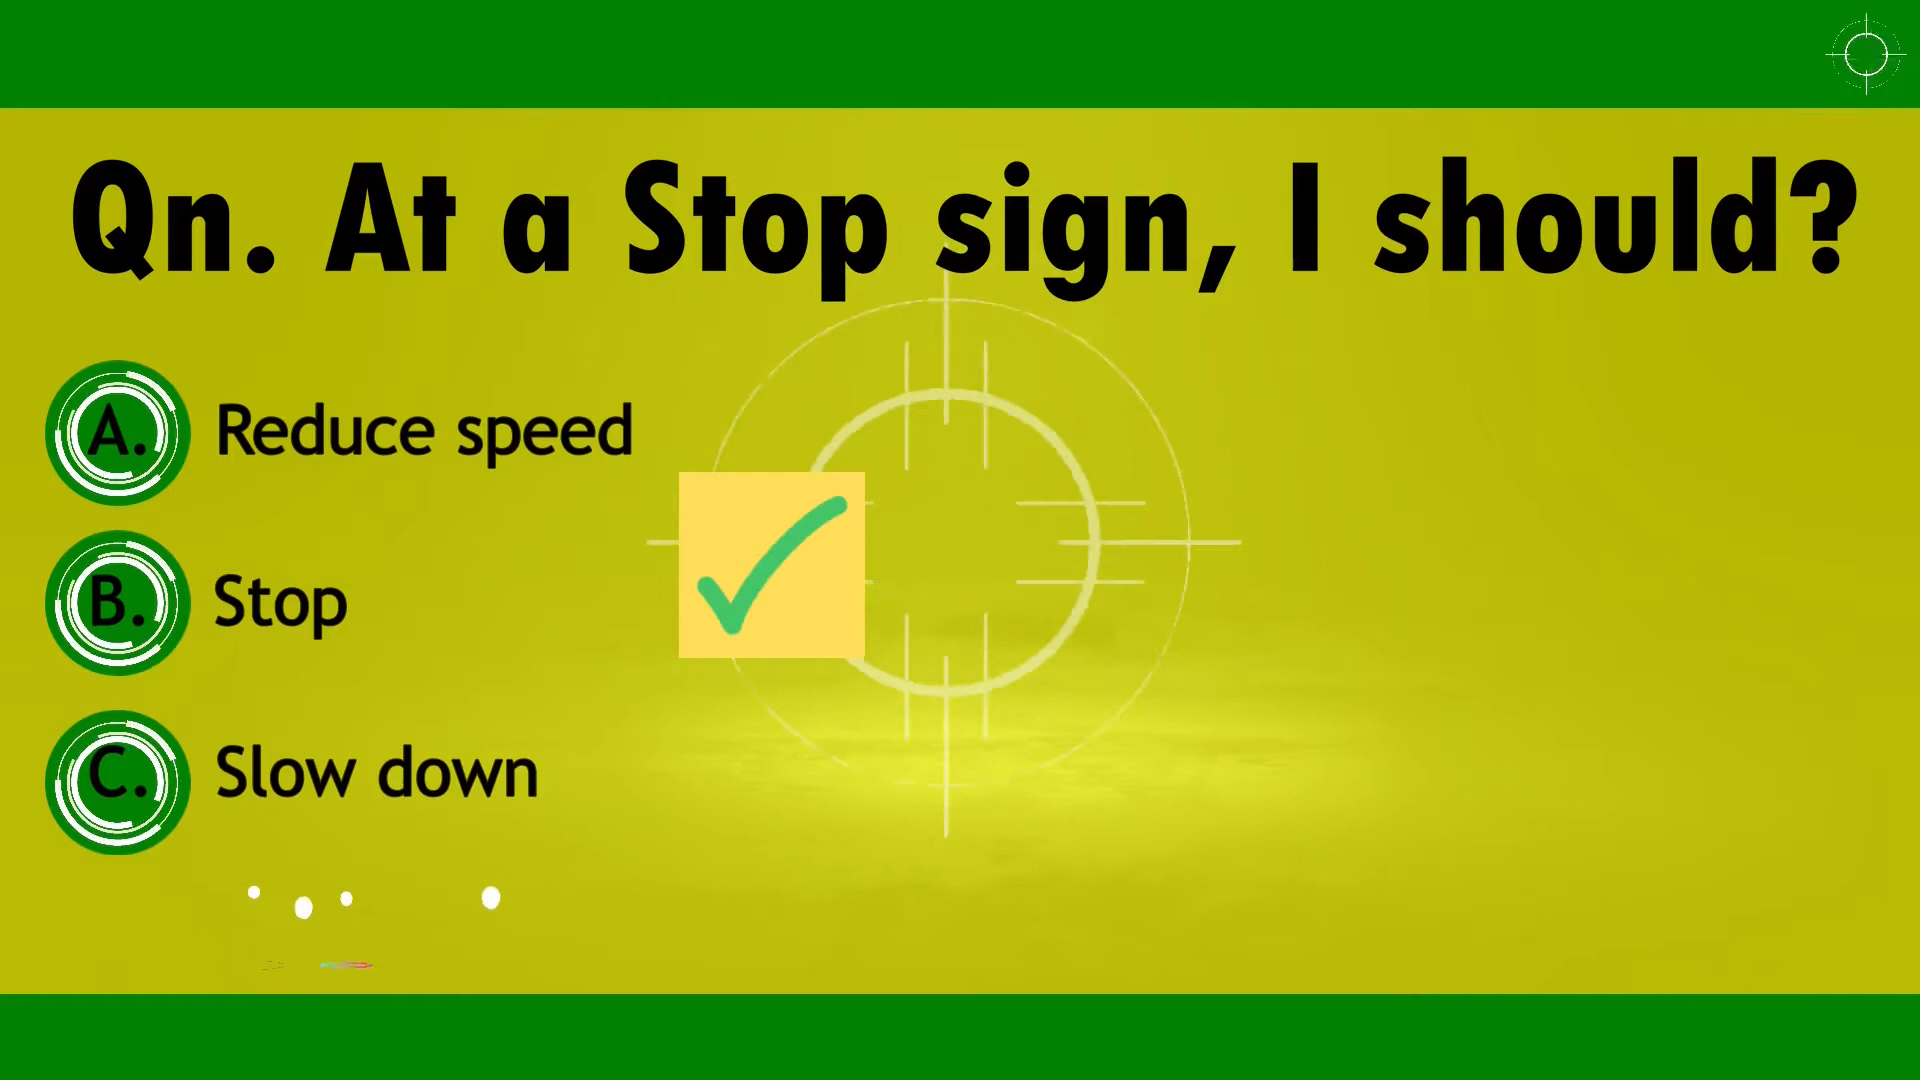 Qn. At a Stop sign, I should?
A. Reduce speed
B. Stop
C. Slow down